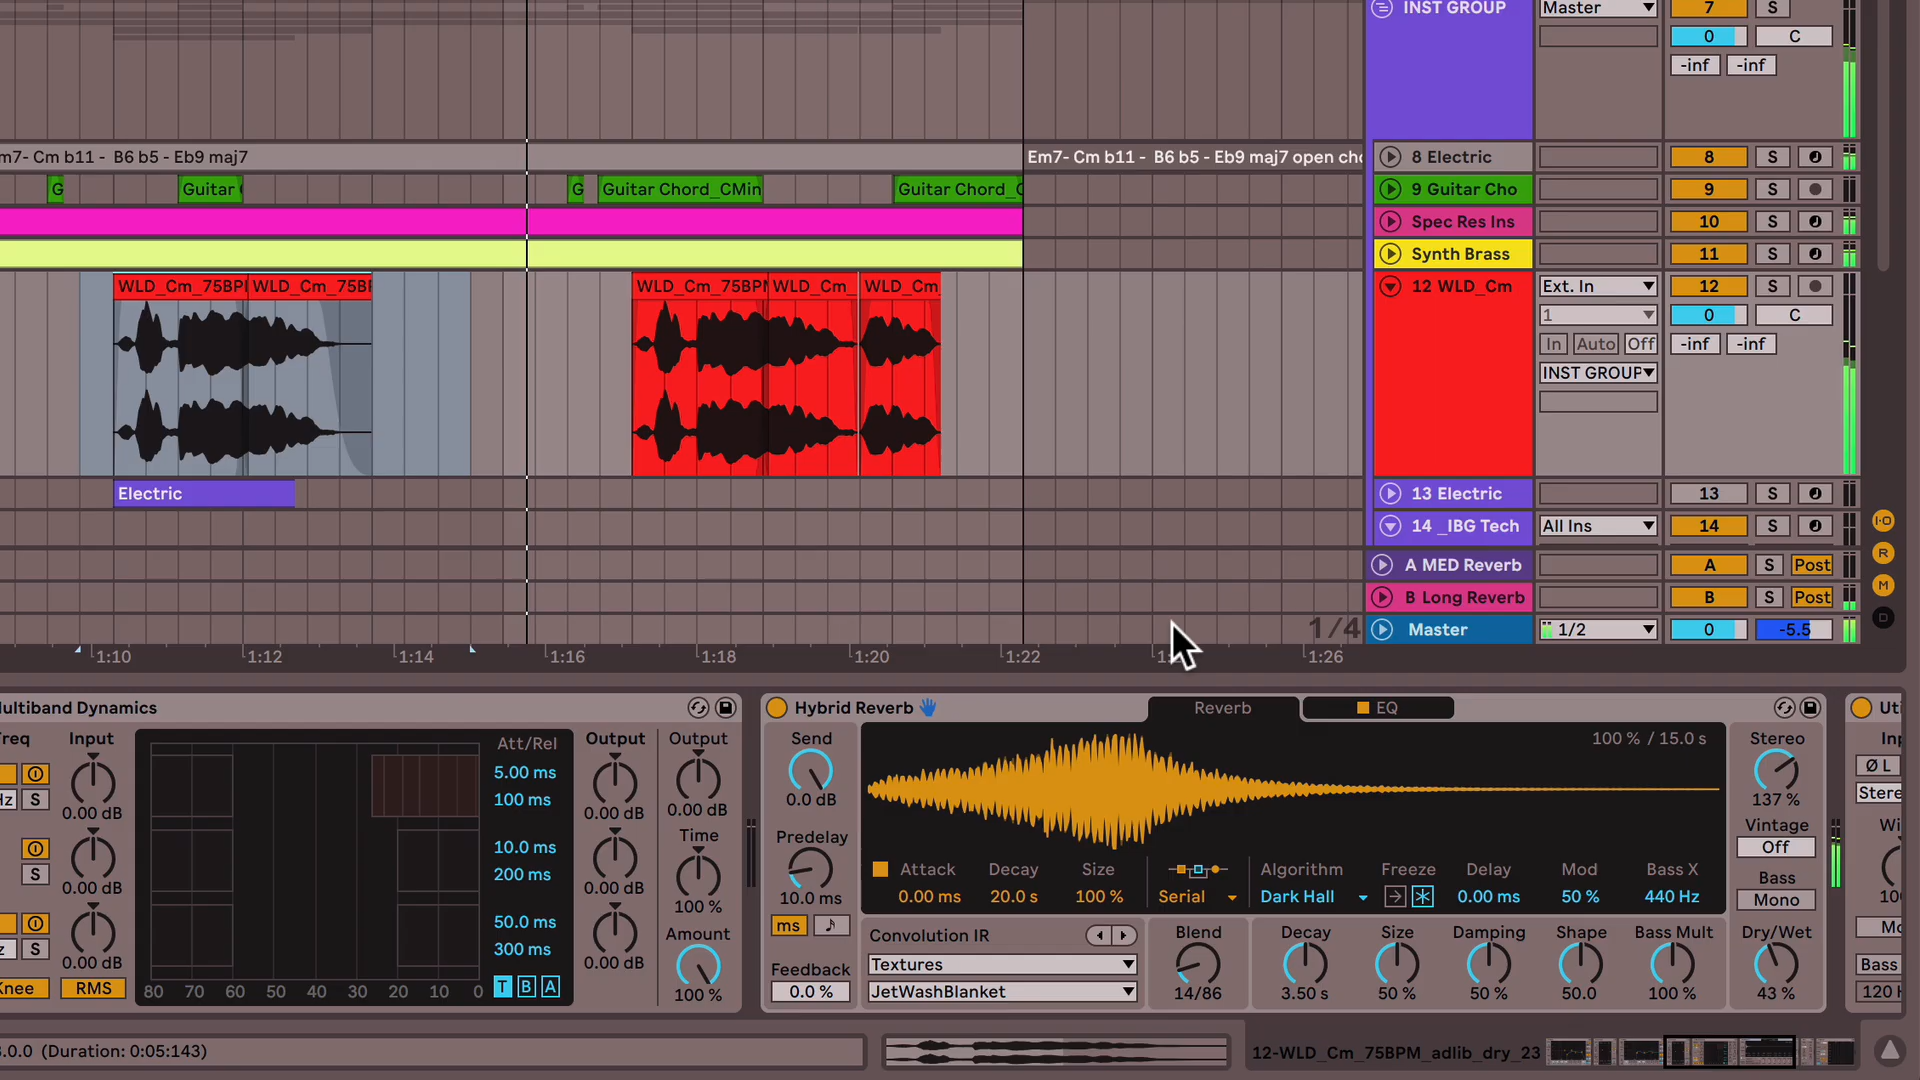 INST GROUP Master 7 S
0 C
-inf -inf
m7- Cm b11 - B6 b5 - Eb9 maj7 Em7- Cm b11 - B6 b5 - Eb9 maj7 open cho 8 Electric 8 S
G Guitar G Guitar Chord_CMin Guitar Chord_C 9 Guitar Cho 9 S
Spec Res Ins 10 S
Synth Brass 11 S
WLD_Cm_75BP WLD_Cm_75B WLD_Cm_75BPM WLD_Cm_ WLD_Cm_ 12 WLD_Cm Ext. In 12 S
1 0 C
In Auto Off -inf -inf
INST GROUP
Electric 13 Electric 13 S
14 _IBG Tech All Ins 14 S
A MED Reverb A S Post
B Long Reverb B S Post
1/4 Master 1/2 0 -5.5
I·O
R
M
D
1:10 1:12 1:14 1:16 1:18 1:20 1:22 1:26
ultiband Dynamics
req Input Att/Rel Output Output
5.00 ms
100 ms
Hz S 0.00 dB 0.00 dB 0.00 dB
Time
10.0 ms
200 ms
S 0.00 dB 0.00 dB 100 %
50.0 ms
300 ms
z S 0.00 dB 0.00 dB Amount
Knee RMS 80 70 60 50 40 30 20 10 0 T B A 100 %
Hybrid Reverb Reverb EQ
Send 0.0 dB
Predelay 10.0 ms
ms
Feedback
0.0 %
100 % / 15.0 s
Attack Decay Size Algorithm Freeze Delay Mod Bass X
0.00 ms 20.0 s 100 % Serial Dark Hall 0.00 ms 50 % 440 Hz
Convolution IR
Textures
JetWashBlanket
Blend Decay Size Damping Shape Bass Mult
14/86 3.50 s 50 % 50 % 50.0 100 %
Stereo
137 %
Vintage
Off
Bass
Mono
Dry/Wet
43 %
Uti
Inp
Ø L
Stere
Wi
100
Mo
Bass
120 H
.0.0 (Duration: 0:05:143) 12-WLD_Cm_75BPM_adlib_dry_23